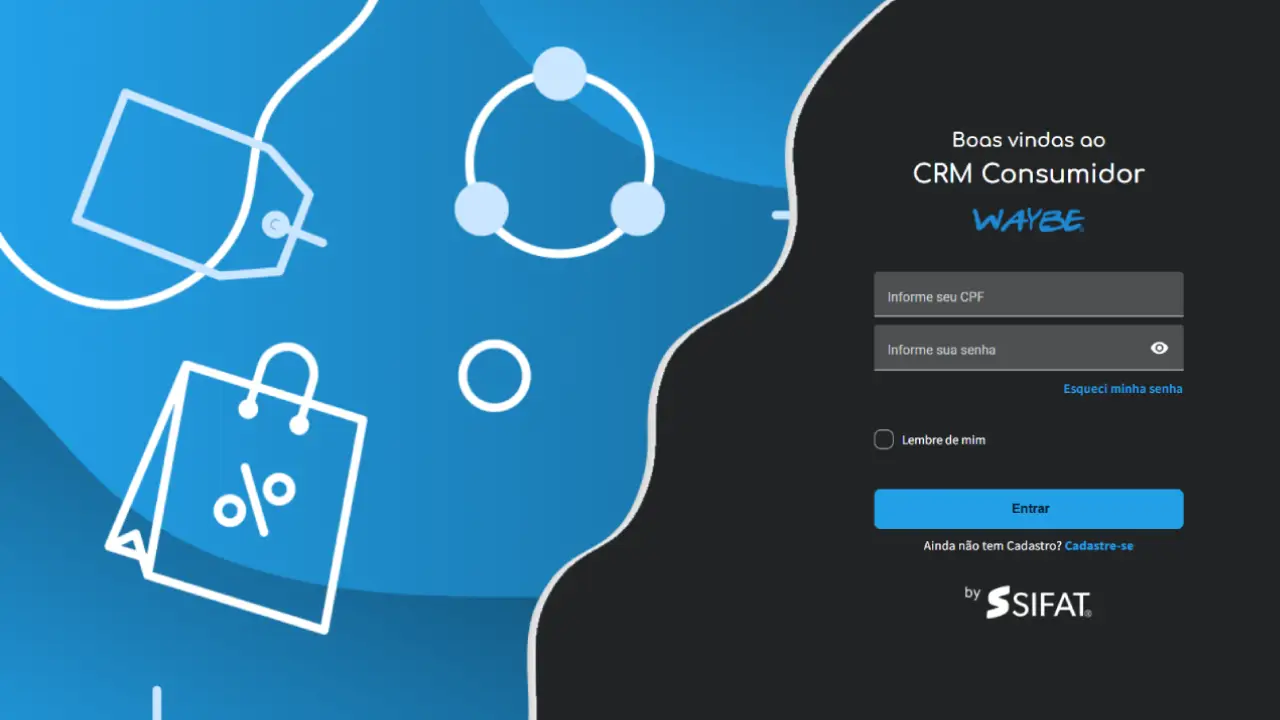 Boas vindas ao
CRM Consumidor
WAYBE
Informe seu CPF
Informe sua senha
Esqueci minha senha
Lembre de mim
Entrar
Ainda não tem Cadastro? Cadastre-se
by SIFAT®